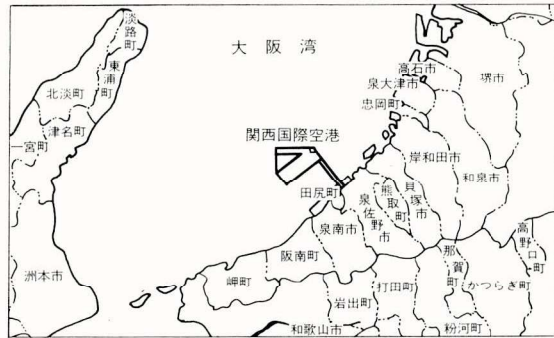 淡路町
大阪湾
東浦町
北淡町
津名町
一宮町
洲本市
高石市
泉大津市
忠岡町
堺市
関西国際空港
岸和田市
和泉市
貝塚市
熊取町
田尻町
泉佐野市
泉南市
阪南町
岬町
那賀町
高野口町
かつらぎ町
打田町
岩出町
粉河町
和歌山市